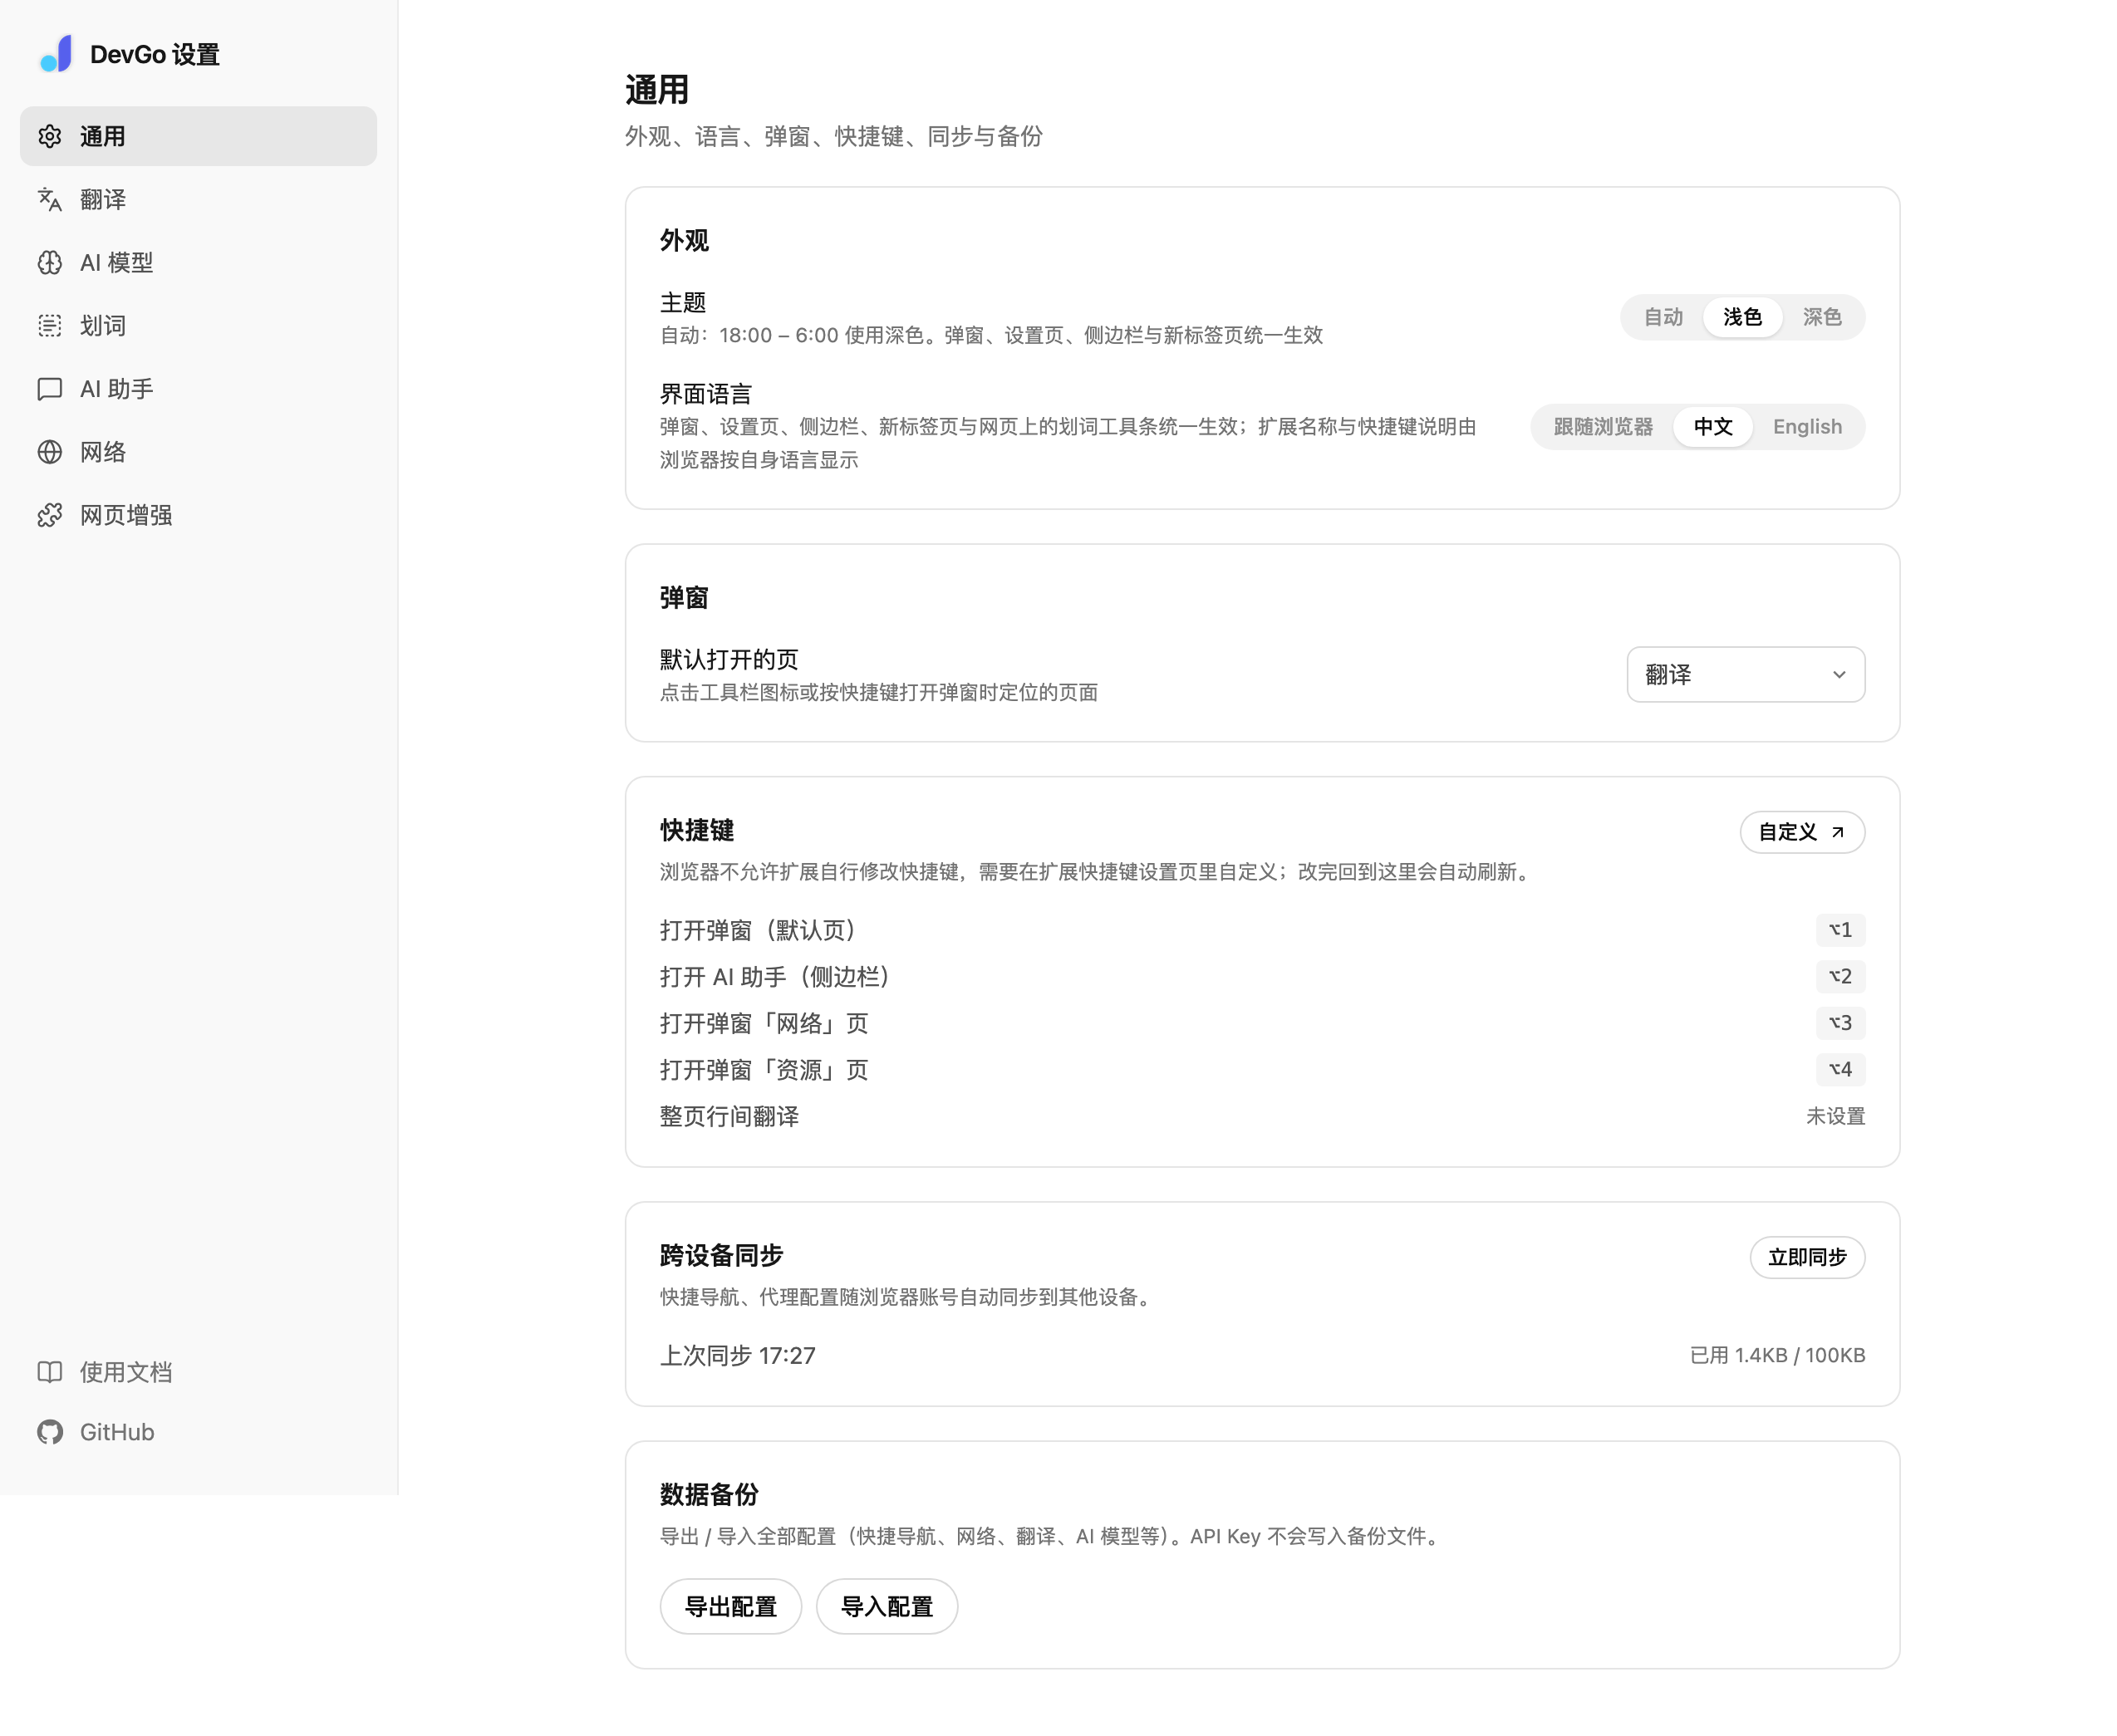 DevGo 设置
通用
翻译
AI 模型
划词
AI 助手
网络
网页增强
使用文档
GitHub
通用
外观、语言、弹窗、快捷键、同步与备份
外观
主题
自动：18:00 – 6:00 使用深色。弹窗、设置页、侧边栏与新标签页统一生效
自动 浅色 深色
界面语言
弹窗、设置页、侧边栏、新标签页与网页上的划词工具条统一生效；扩展名称与快捷键说明由
浏览器按自身语言显示
跟随浏览器 中文 English
弹窗
默认打开的页
点击工具栏图标或按快捷键打开弹窗时定位的页面
翻译
快捷键
自定义
浏览器不允许扩展自行修改快捷键，需要在扩展快捷键设置页里自定义；改完回到这里会自动刷新。
打开弹窗（默认页） ⌥1
打开 AI 助手（侧边栏） ⌥2
打开弹窗「网络」页 ⌥3
打开弹窗「资源」页 ⌥4
整页行间翻译 未设置
跨设备同步
立即同步
快捷导航、代理配置随浏览器账号自动同步到其他设备。
上次同步 17:27 已用 1.4KB / 100KB
数据备份
导出 / 导入全部配置（快捷导航、网络、翻译、AI 模型等）。API Key 不会写入备份文件。
导出配置 导入配置